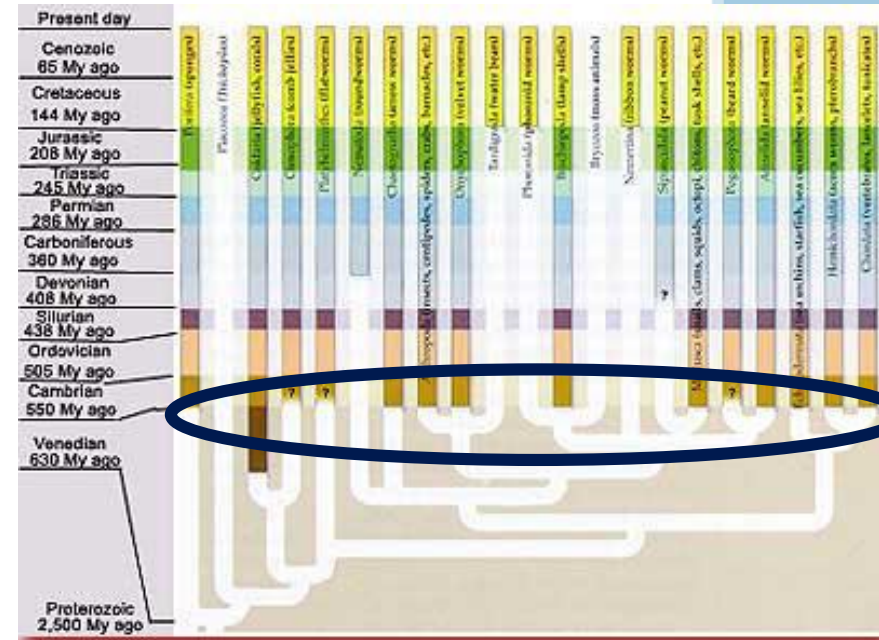 Present day
Cenozoic
65 My ago
Cretaceous
144 My ago
Jurassic
208 My ago
Triassic
245 My ago
Permian
286 My ago
Carboniferous
360 My ago
Devonian
408 My ago
Silurian
438 My ago
Ordovician
505 My ago
Cambrian
550 My ago
Venedian
630 My ago
Proterozoic
2,500 My ago
Porifera (sponges)
Placozoa (Trichoplax)
Cnidaria (jellyfish, corals)
Ctenophora (comb jellies)
? 
Platyhelminthes (flatworms)
?
Nematoda (roundworms)
Chaetognatha (arrow worms)
Arthropoda (insects, centipedes, spiders, crabs, barnacles, etc.)
Onychophora (velvet worms)
Tardigrada (water bears)
Phoronida (phoronid worms)
Brachiopoda (lamp shells)
Bryozoa (moss animals)
Nemertina (ribbon worms)
Sipuncula (peanut worms)
?
Mollusca (snails, clams, squids, octopi, chitons, tusk shells, etc.)
Pogonophora (beard worms)
?
Annelida (annelid worms)
Echinodermata (sea urchins, starfish, sea cucumbers, sea lilies, etc.)
Hemichordata (acorn worms, pterobranchs)
Chordata (vertebrates, lancelets, tunicates)